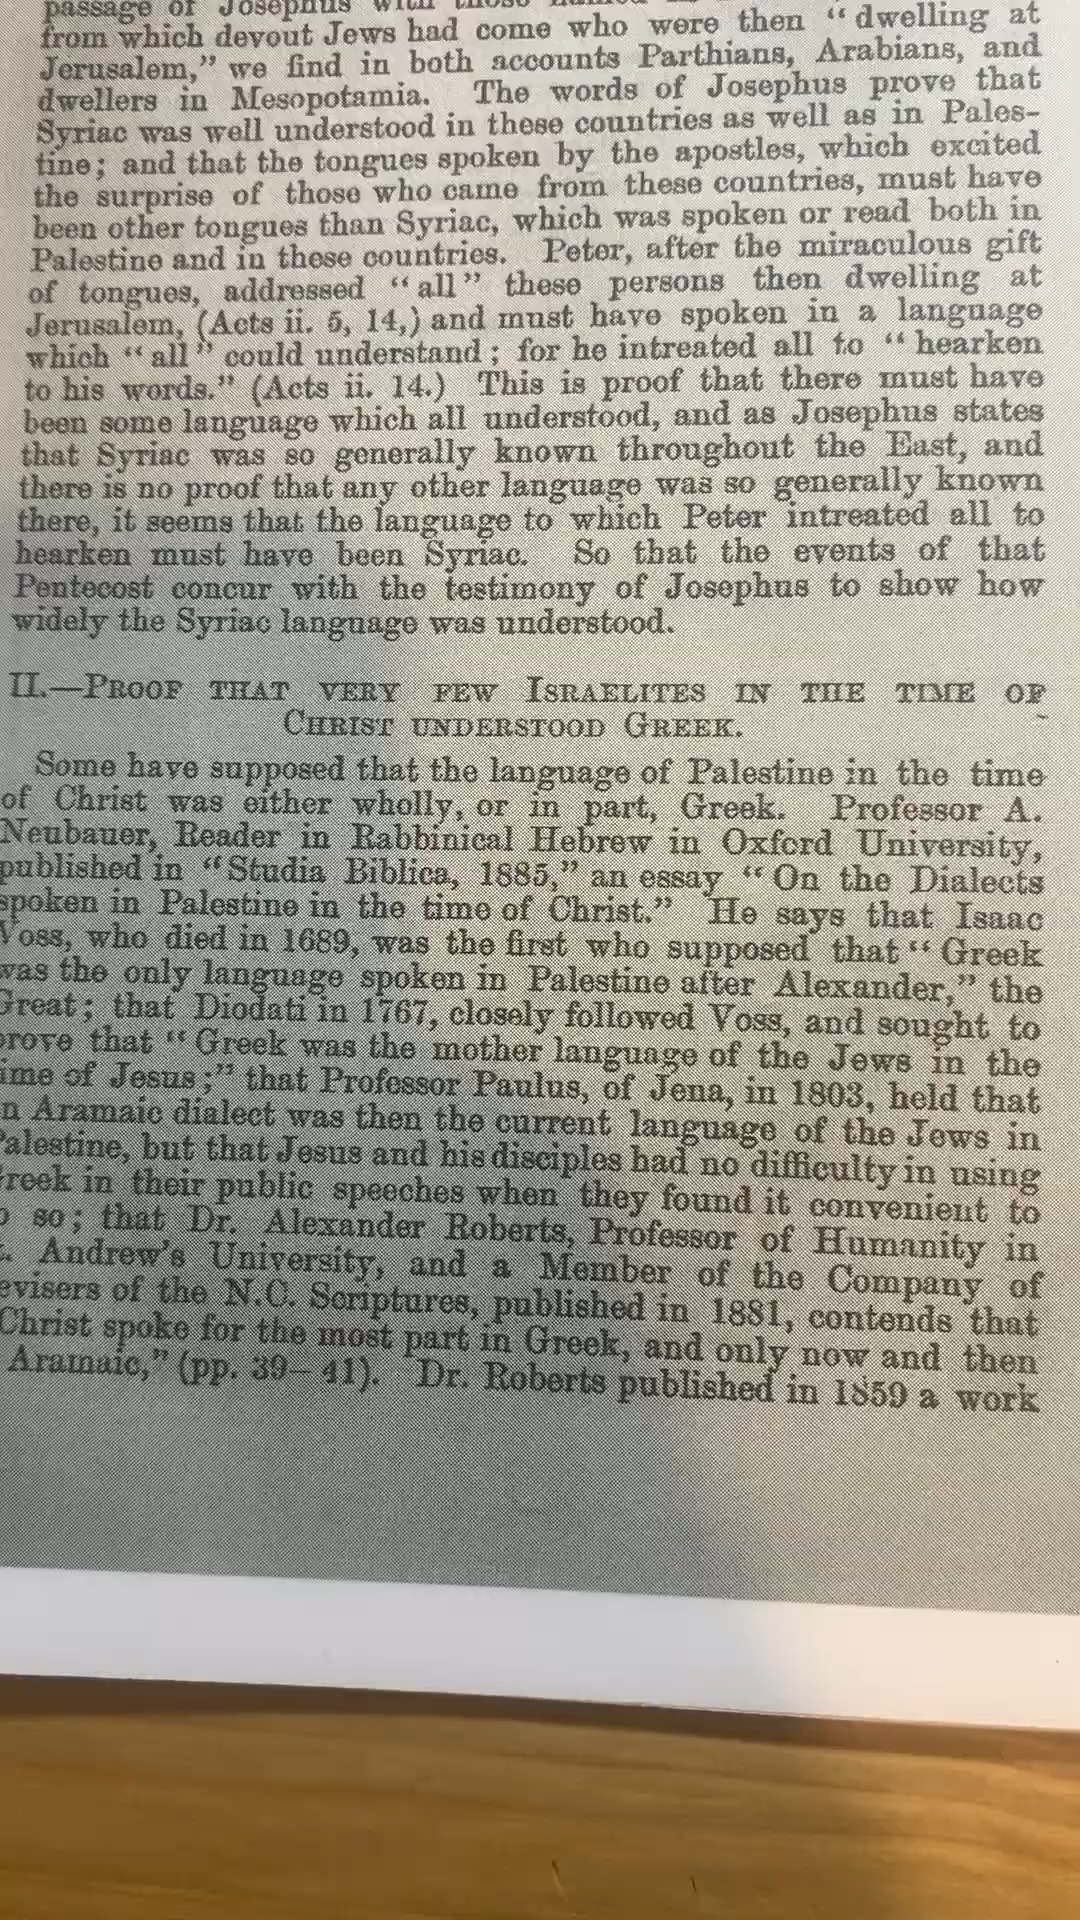 passage of Josephus with those named
from which devout Jews had come who were then “ dwelling at
Jerusalem,” we find in both accounts Parthians, Arabians, and
dwellers in Mesopotamia. The words of Josephus prove that
Syriac was well understood in these countries as well as in Pales-
tine; and that the tongues spoken by the apostles, which excited
the surprise of those who came from these countries, must have
been other tongues than Syriac, which was spoken or read both in
Palestine and in these countries. Peter, after the miraculous gift
of tongues, addressed “ all ” these persons then dwelling at
Jerusalem, (Acts ii. 5, 14,) and must have spoken in a language
which “ all ” could understand ; for he intreated all to “ hearken
to his words.” (Acts ii. 14.) This is proof that there must have
been some language which all understood, and as Josephus states
that Syriac was so generally known throughout the East, and
there is no proof that any other language was so generally known
there, it seems that the language to which Peter intreated all to
hearken must have been Syriac. So that the events of that
Pentecost concur with the testimony of Josephus to show how
widely the Syriac language was understood.
II.—PROOF THAT VERY FEW ISRAELITES IN THE TIME OF
CHRIST UNDERSTOOD GREEK.
Some have supposed that the language of Palestine in the time
of Christ was either wholly, or in part, Greek. Professor A.
Neubauer, Reader in Rabbinical Hebrew in Oxford University,
published in “Studia Biblica, 1885,” an essay “ On the Dialects
spoken in Palestine in the time of Christ.” He says that Isaac
Voss, who died in 1689, was the first who supposed that “ Greek
was the only language spoken in Palestine after Alexander,” the
Great ; that Diodati in 1767, closely followed Voss, and sought to
prove that “ Greek was the mother language of the Jews in the
ime of Jesus ;” that Professor Paulus, of Jena, in 1803, held that
n Aramaic dialect was then the current language of the Jews in
Palestine, but that Jesus and his disciples had no difficulty in using
reek in their public speeches when they found it convenient to
o so ; that Dr. Alexander Roberts, Professor of Humanity in
t. Andrew's University, and a Member of the Company of
evisers of the N.C. Scriptures, published in 1881, contends that
Christ spoke for the most part in Greek, and only now and then
Aramaic,” (pp. 39–41). Dr. Roberts published in 1859 a work